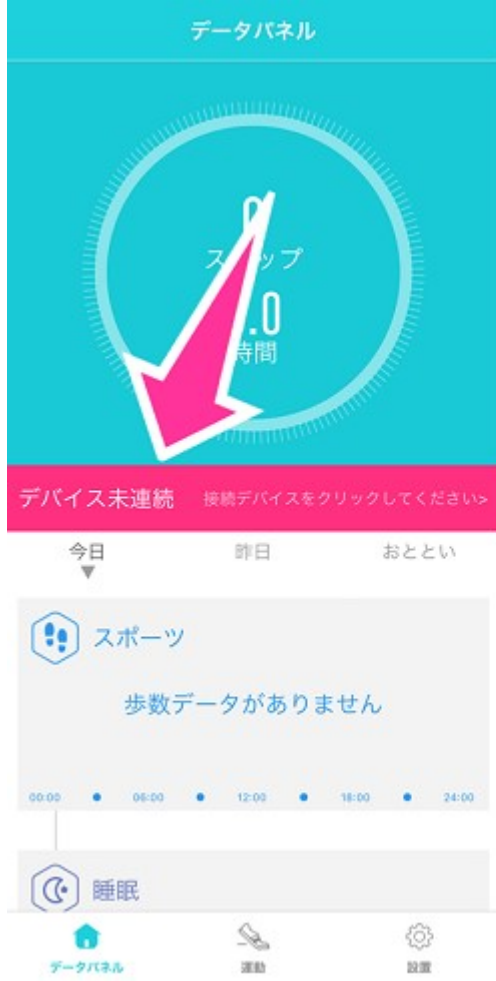 データパネル
ップ
.0
時間
デバイス未連続 接続デバイスをクリックしてください>
今日 昨日 おととい
スポーツ
歩数データがありません
00:00 06:00 12:00 18:00 24:00
睡眠
データパネル 運動 設置